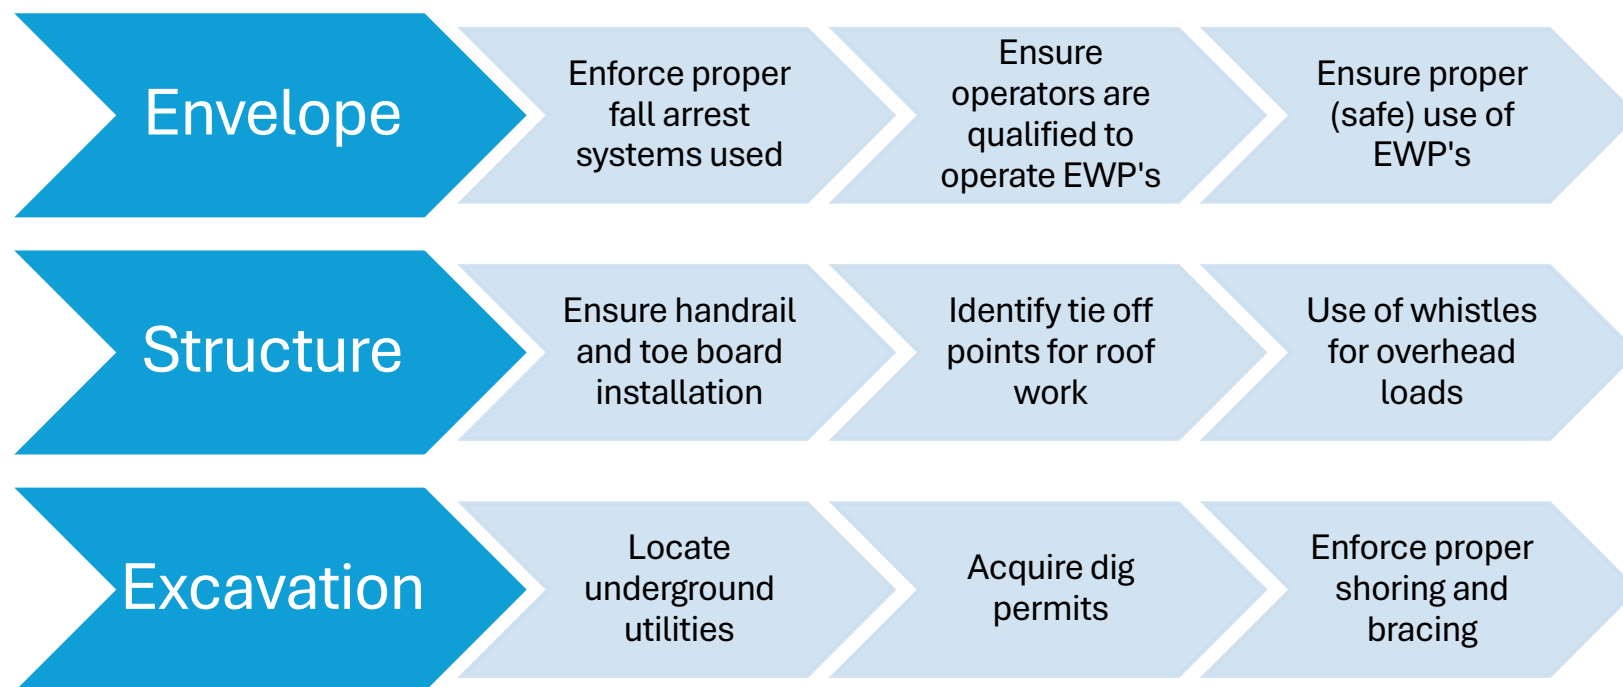 Envelope
Enforce proper
fall arrest
systems used
Ensure
operators are
qualified to
operate EWP's
Ensure proper
(safe) use of
EWP's
Structure
Ensure handrail
and toe board
installation
Identify tie off
points for roof
work
Use of whistles
for overhead
loads
Excavation
Locate
underground
utilities
Acquire dig
permits
Enforce proper
shoring and
bracing